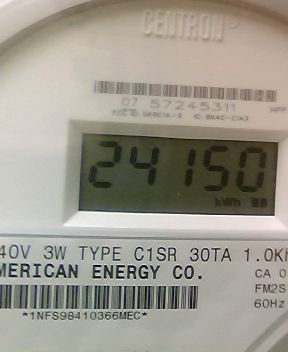 CENTRON®
07 57245311
24150
kWh
40V 3W TYPE C1SR 30TA 1.0Kh
MERICAN ENERGY CO.
CA 0
FM2S
60Hz
*1NFS98410366MEC*